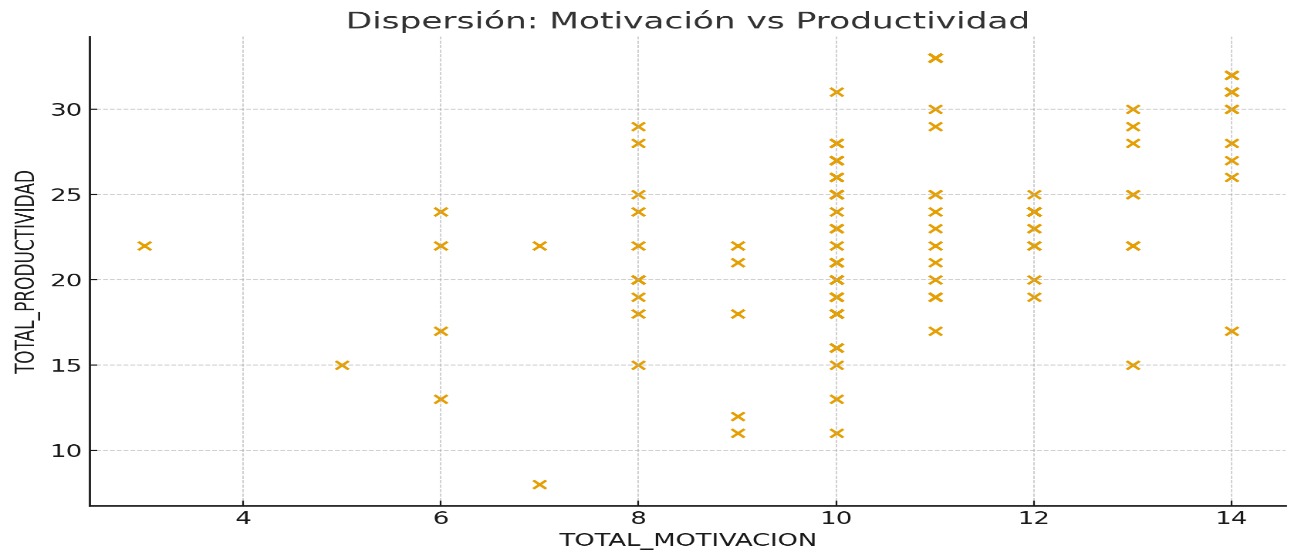 Dispersión: Motivación vs Productividad
TOTAL_PRODUCTIVIDAD
30
25
20
15
10
4 6 8 10 12 14
TOTAL_MOTIVACION